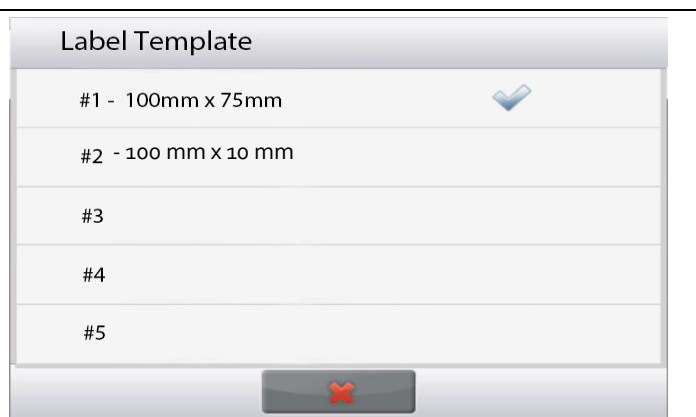 Label Template
#1 - 100mm x 75mm
#2 - 100 mm x 10 mm
#3
#4
#5